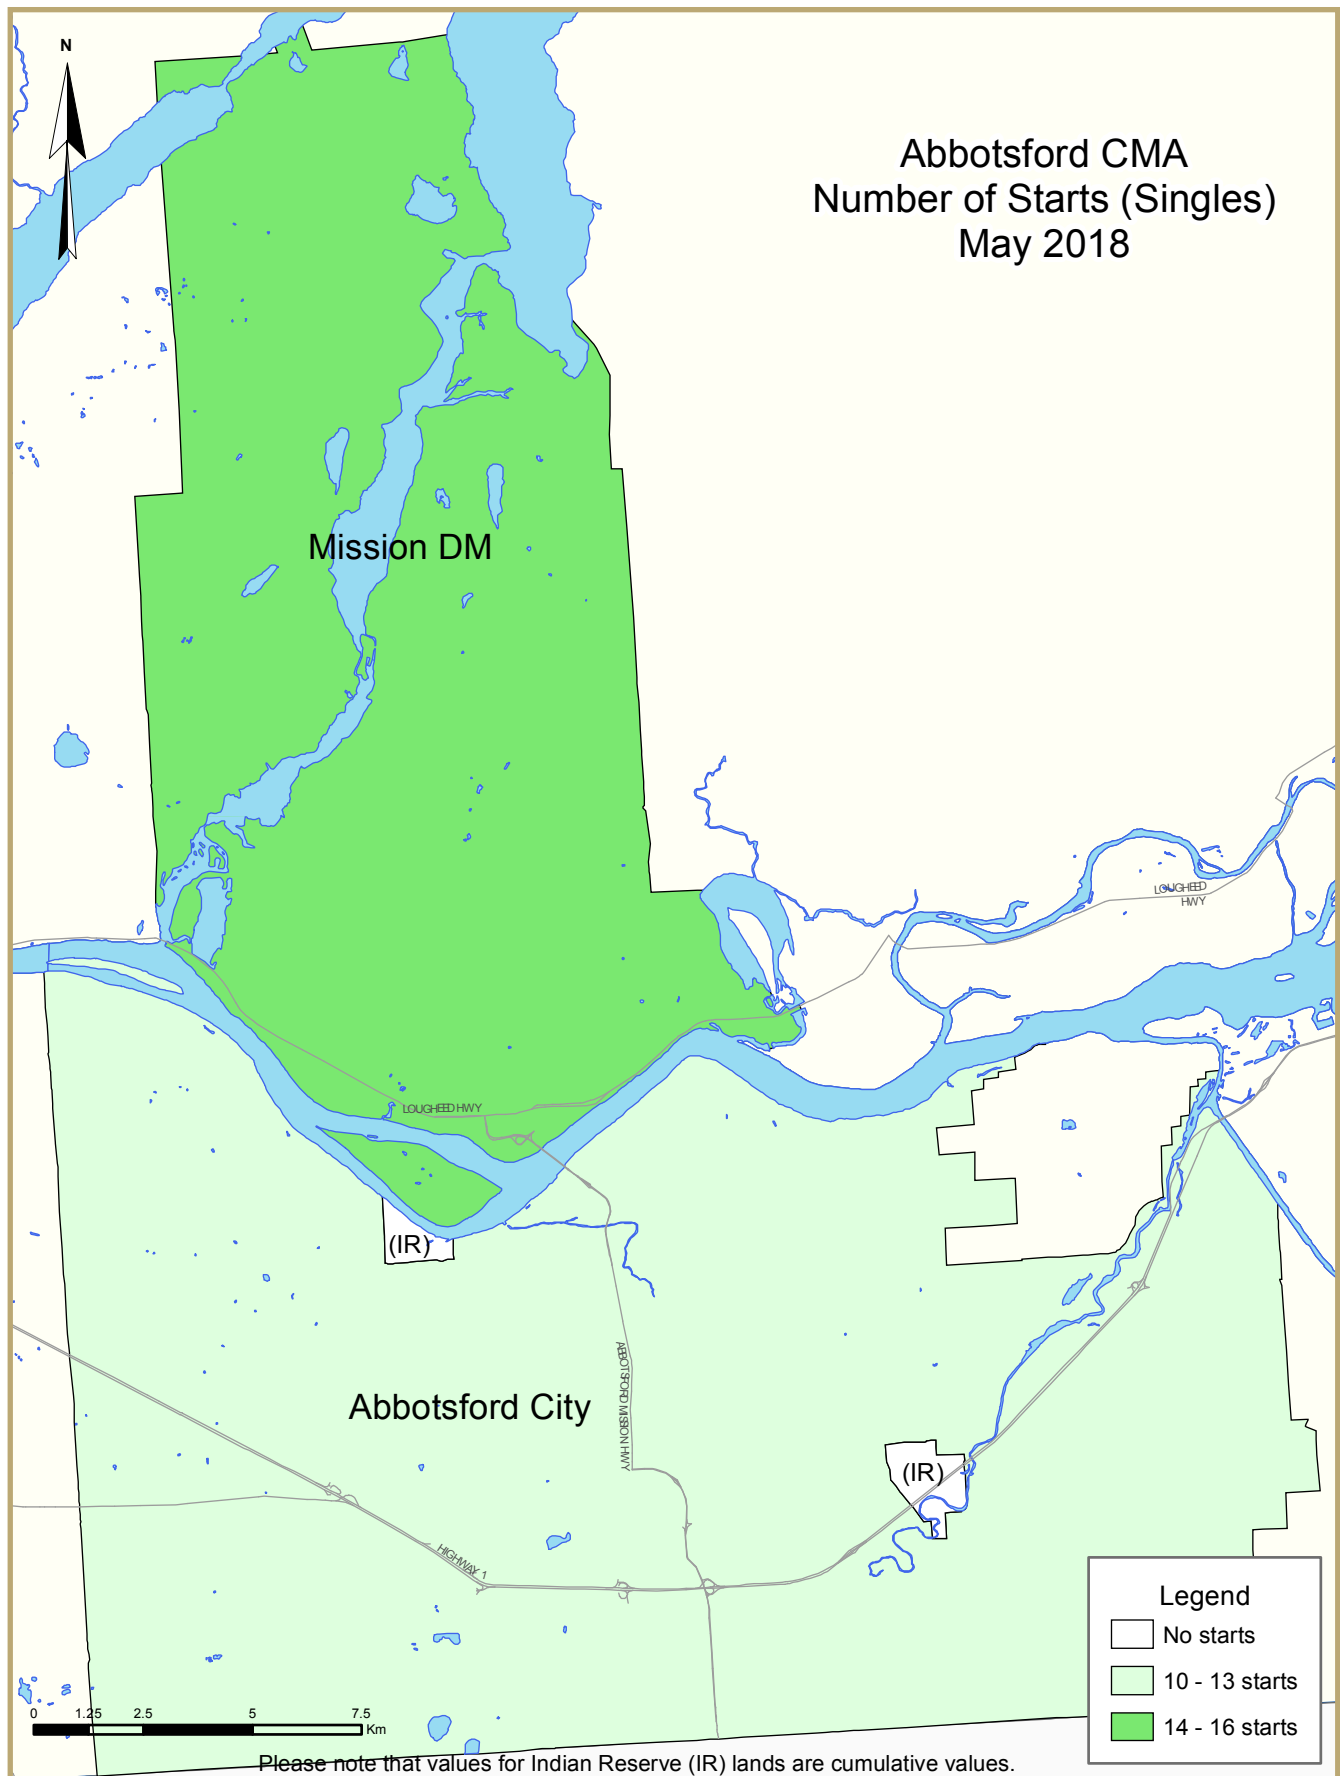 N
Abbotsford CMA
Number of Starts (Singles)
May 2018
Mission DM
LOUGHEED
HWY
LOUGHEED HWY
(IR)
ABBOTSFORD MISSION HWY
Abbotsford City
(IR)
HIGHWAY 1
Legend
No starts
10 - 13 starts
14 - 16 starts
0 1.25 2.5 5 7.5
Km
Please note that values for Indian Reserve (IR) lands are cumulative values.